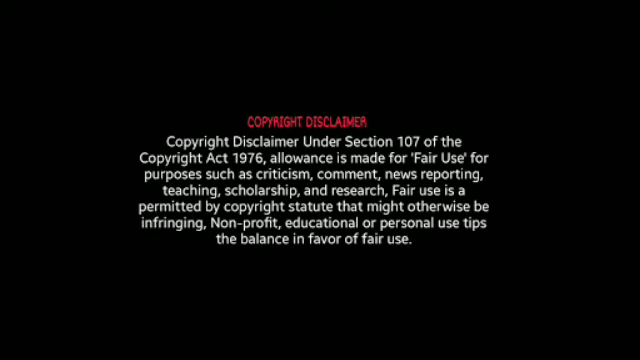 COPYRIGHT DISCLAIMER
Copyright Disclaimer Under Section 107 of the
Copyright Act 1976, allowance is made for 'Fair Use' for
purposes such as criticism, comment, news reporting,
teaching, scholarship, and research, Fair use is a
permitted by copyright statute that might otherwise be
infringing, Non-profit, educational or personal use tips
the balance in favor of fair use.